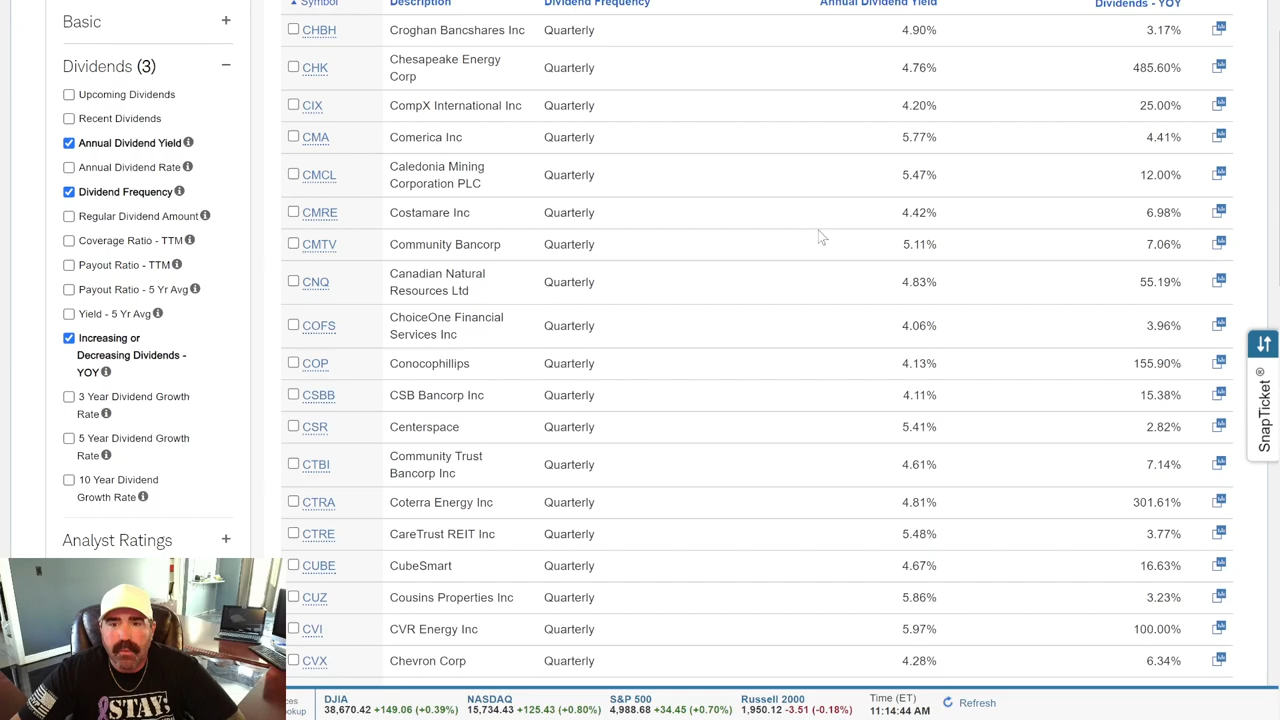 Symbol Description Dividend Frequency Annual Dividend Yield Dividends - YOY
Basic +
Dividends (3) −
Upcoming Dividends
Recent Dividends
Annual Dividend Yield
Annual Dividend Rate
Dividend Frequency
Regular Dividend Amount
Coverage Ratio - TTM
Payout Ratio - TTM
Payout Ratio - 5 Yr Avg
Yield - 5 Yr Avg
Increasing or
Decreasing Dividends -
YOY
3 Year Dividend Growth
Rate
5 Year Dividend Growth
Rate
10 Year Dividend
Growth Rate
Analyst Ratings +
CHBH Croghan Bancshares Inc Quarterly 4.90% 3.17%
Chesapeake Energy
CHK Quarterly 4.76% 485.60%
Corp
CIX CompX International Inc Quarterly 4.20% 25.00%
CMA Comerica Inc Quarterly 5.77% 4.41%
Caledonia Mining
CMCL Quarterly 5.47% 12.00%
Corporation PLC
CMRE Costamare Inc Quarterly 4.42% 6.98%
CMTV Community Bancorp Quarterly 5.11% 7.06%
Canadian Natural
CNQ Quarterly 4.83% 55.19%
Resources Ltd
ChoiceOne Financial
COFS Quarterly 4.06% 3.96%
Services Inc
COP Conocophillips Quarterly 4.13% 155.90%
CSBB CSB Bancorp Inc Quarterly 4.11% 15.38%
CSR Centerspace Quarterly 5.41% 2.82%
Community Trust
CTBI Quarterly 4.61% 7.14%
Bancorp Inc
CTRA Coterra Energy Inc Quarterly 4.81% 301.61%
CTRE CareTrust REIT Inc Quarterly 5.48% 3.77%
CUBE CubeSmart Quarterly 4.67% 16.63%
CUZ Cousins Properties Inc Quarterly 5.86% 3.23%
CVI CVR Energy Inc Quarterly 5.97% 100.00%
CVX Chevron Corp Quarterly 4.28% 6.34%
SnapTicket ®
STAY
DJIA NASDAQ S&P 500 Russell 2000 Time (ET)
38,670.42 +149.06 (+0.39%) 15,734.43 +125.43 (+0.80%) 4,988.68 +34.45 (+0.70%) 1,950.12 -3.51 (-0.18%) 11:14:44 AM
Refresh